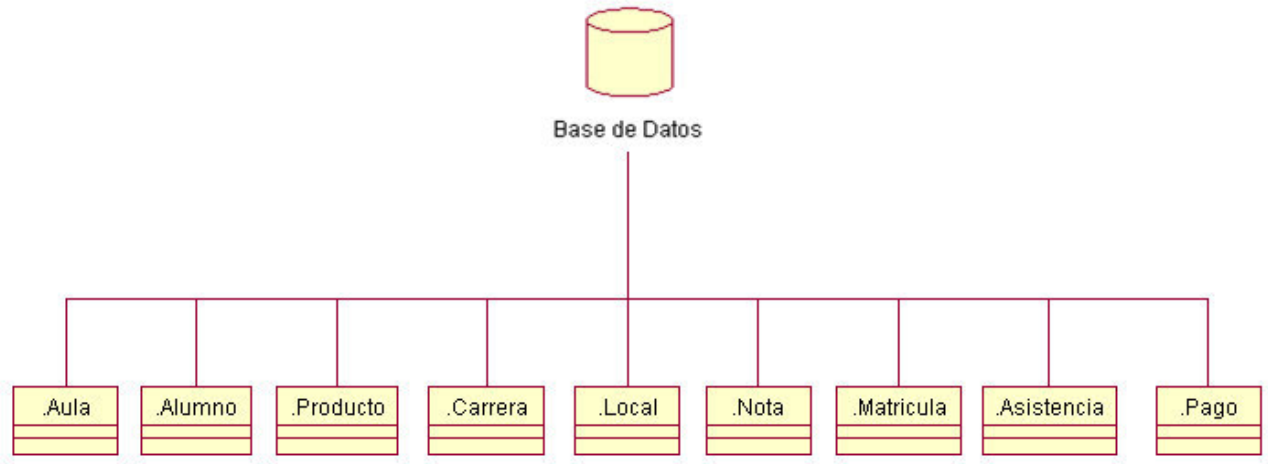 Base de Datos
.Aula
.Alumno
.Producto
.Carrera
.Local
.Nota
.Matricula
.Asistencia
.Pago